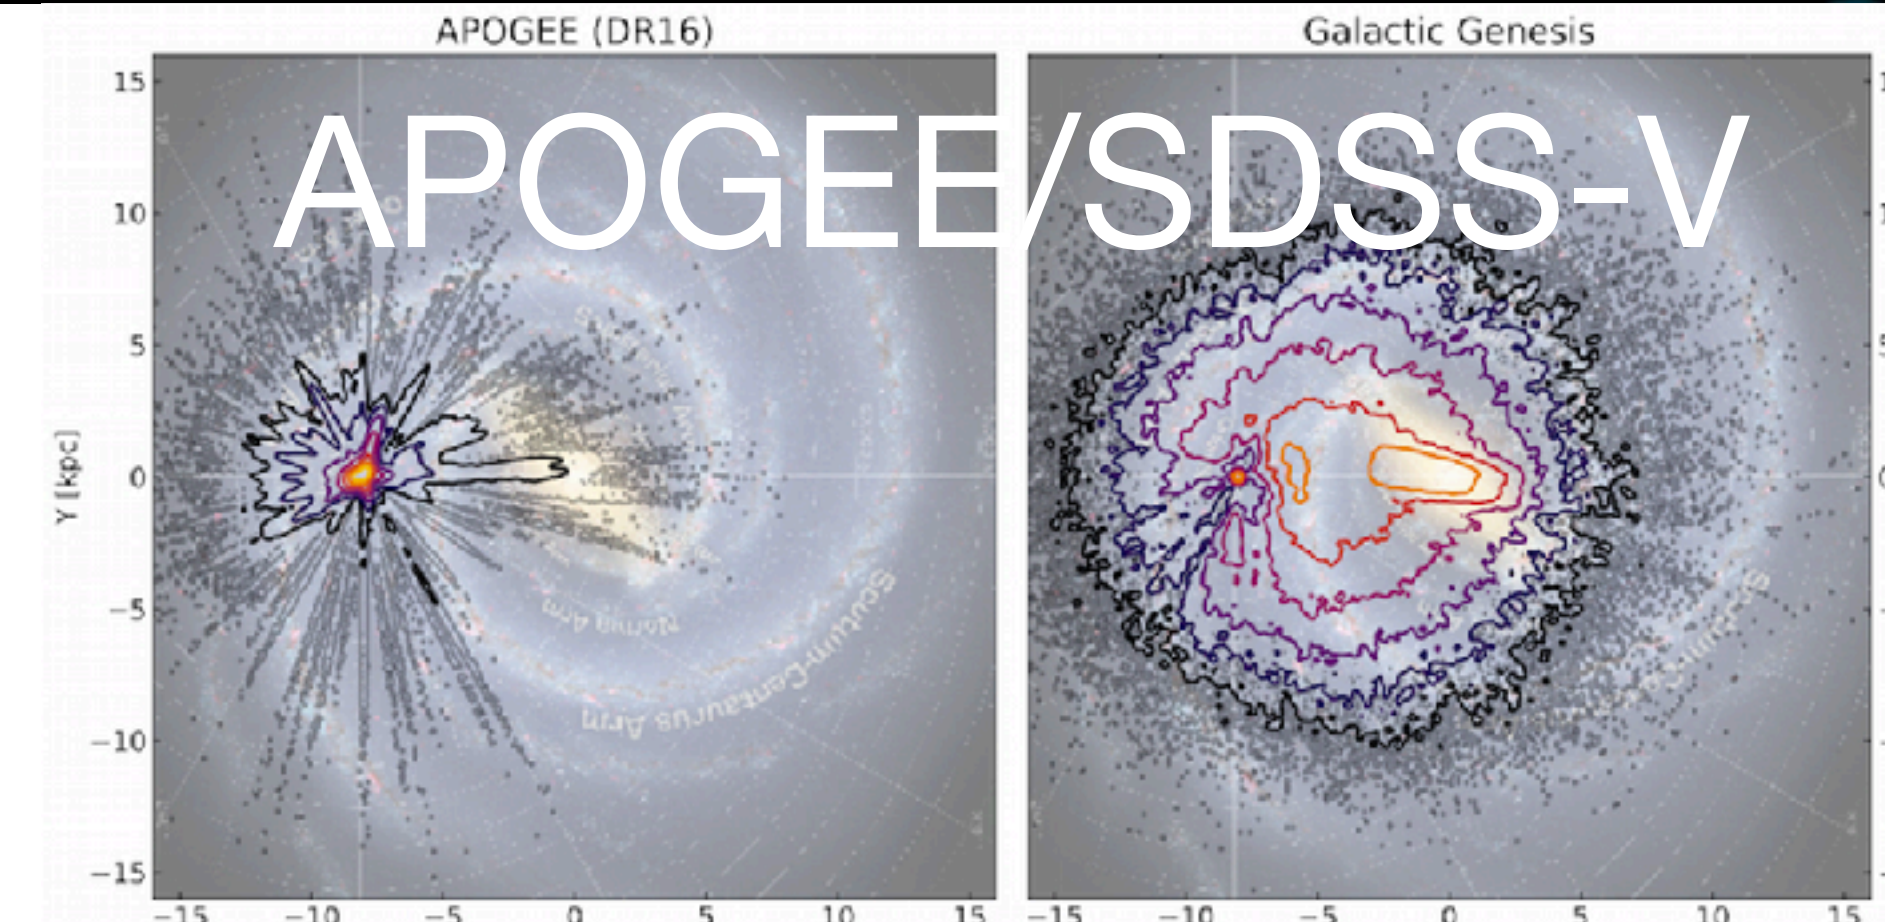 APOGEE (DR16)
Galactic Genesis
APOGEE/SDSS-V
15
10
5
0
−5
−10
−15
Y [kpc]
Norma Arm
Scutum-Centaurus Arm
−15 −10 −5 0 5 10 15
−15 −10 −5 0 5 10 15